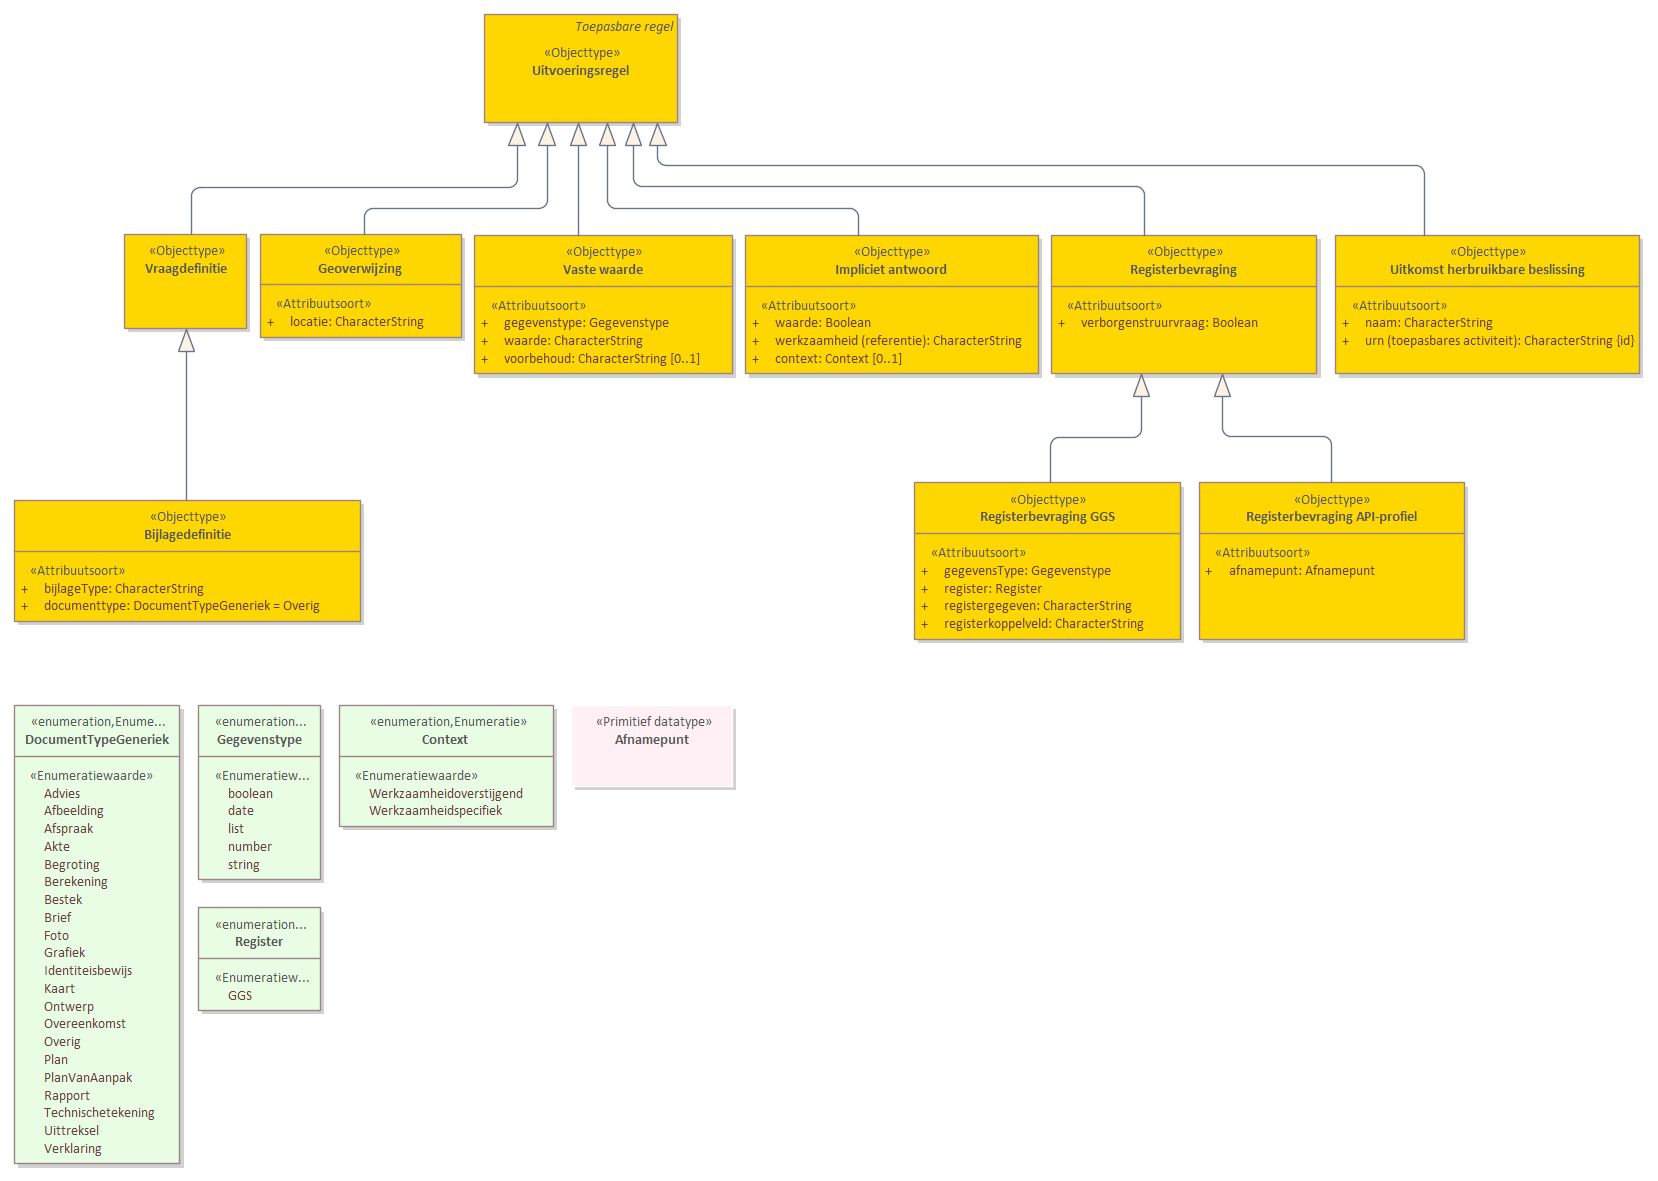 Toepasbare regel
«Objecttype»
Uitvoeringsregel
«Objecttype»
Vraagdefinitie
«Objecttype»
Geoverwijzing
«Attribuutsoort»
+ locatie: CharacterString
«Objecttype»
Vaste waarde
«Attribuutsoort»
+ gegevenstype: Gegevenstype
+ waarde: CharacterString
+ voorbehoud: CharacterString [0..1]
«Objecttype»
Impliciet antwoord
«Attribuutsoort»
+ waarde: Boolean
+ werkzaamheid (referentie): CharacterString
+ context: Context [0..1]
«Objecttype»
Registerbevraging
«Attribuutsoort»
+ verborgenstruurvraag: Boolean
«Objecttype»
Uitkomst herbruikbare beslissing
«Attribuutsoort»
+ naam: CharacterString
+ urn (toepasbares activiteit): CharacterString {id}
«Objecttype»
Bijlagedefinitie
«Attribuutsoort»
+ bijlageType: CharacterString
+ documenttype: DocumentTypeGeneriek = Overig
«Objecttype»
Registerbevraging GGS
«Attribuutsoort»
+ gegevensType: Gegevenstype
+ register: Register
+ registergegeven: CharacterString
+ registerkoppelveld: CharacterString
«Objecttype»
Registerbevraging API-profiel
«Attribuutsoort»
+ afnamepunt: Afnamepunt
«enumeration,Enume...
DocumentTypeGeneriek
«Enumeratiewaarde»
Advies
Afbeelding
Afspraak
Akte
Begroting
Berekening
Bestek
Brief
Foto
Grafiek
Identiteisbewijs
Kaart
Ontwerp
Overeenkomst
Overig
Plan
PlanVanAanpak
Rapport
Technischetekening
Uittreksel
Verklaring
«enumeration...
Gegevenstype
«Enumeratiew...
boolean
date
list
number
string
«enumeration...
Register
«Enumeratiew...
GGS
«enumeration,Enumeratie»
Context
«Enumeratiewaarde»
Werkzaamheidoverstijgend
Werkzaamheidspecifiek
«Primitief datatype»
Afnamepunt